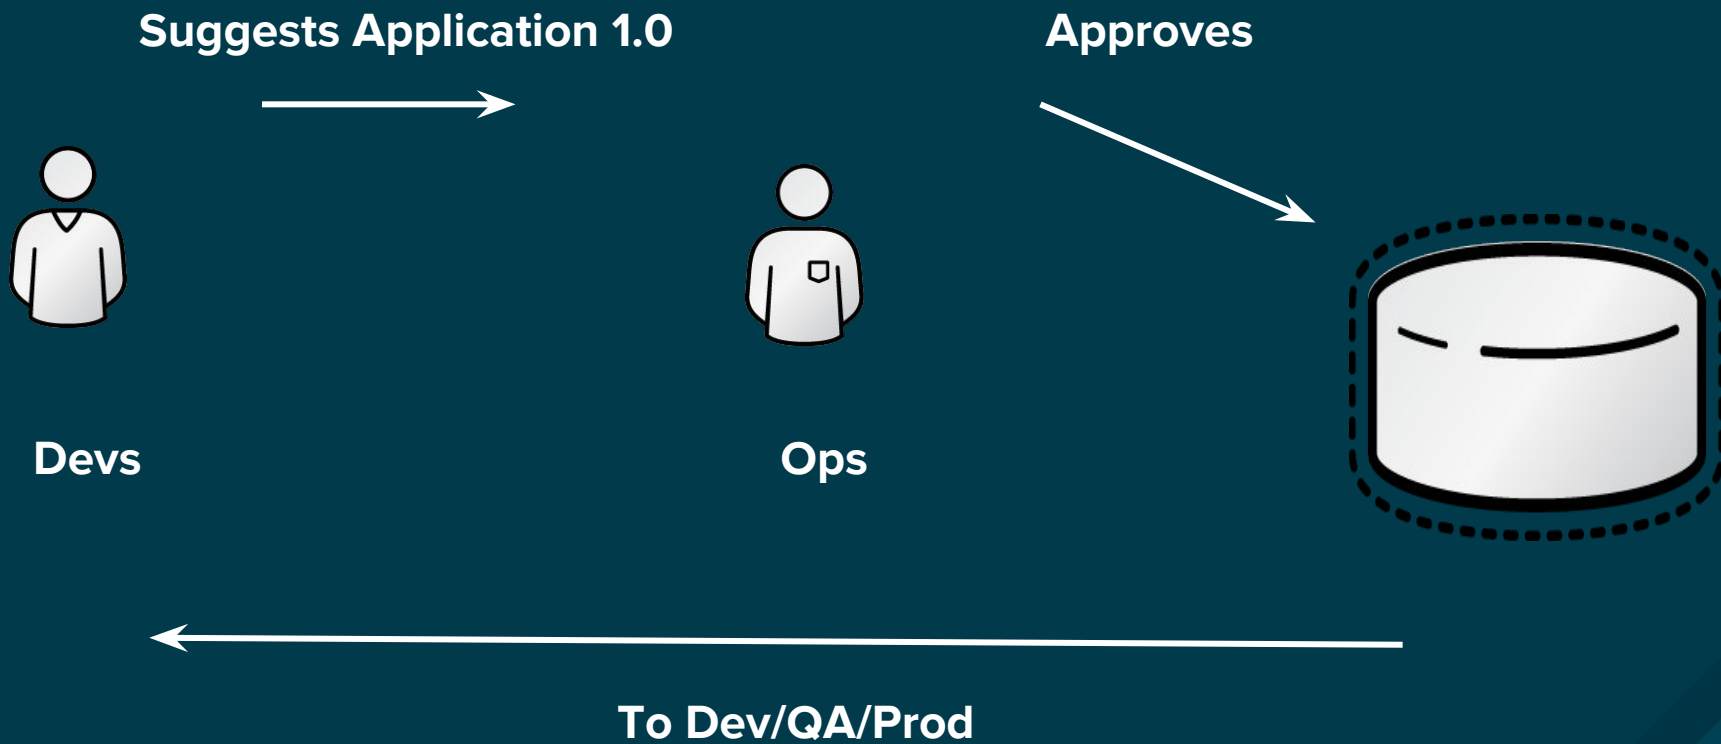 Suggests Application 1.0
Approves
Devs
Ops
To Dev/QA/Prod